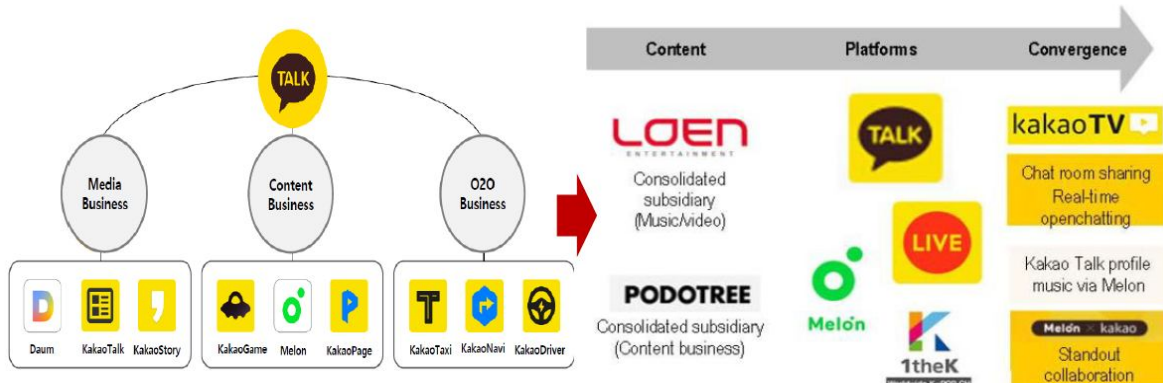 TALK
Media
Business
Content
Business
O2O
Business
D
Daum
KakaoTalk
KakaoStory
KakaoGame
Melon
P
KakaoPage
T
KakaoTaxi
KakaoNavi
KakaoDriver
Content
Platforms
Convergence
LOEN
ENTERTAINMENT
Consolidated
subsidiary
(Music/video)
PODOTREE
Consolidated subsidiary
(Content business)
TALK
LIVE
Melon
1theK
kakaoTV
Chat room sharing
Real-time
openchatting
Kakao Talk profile
music via Melon
Melon x kakao
Standout
collaboration